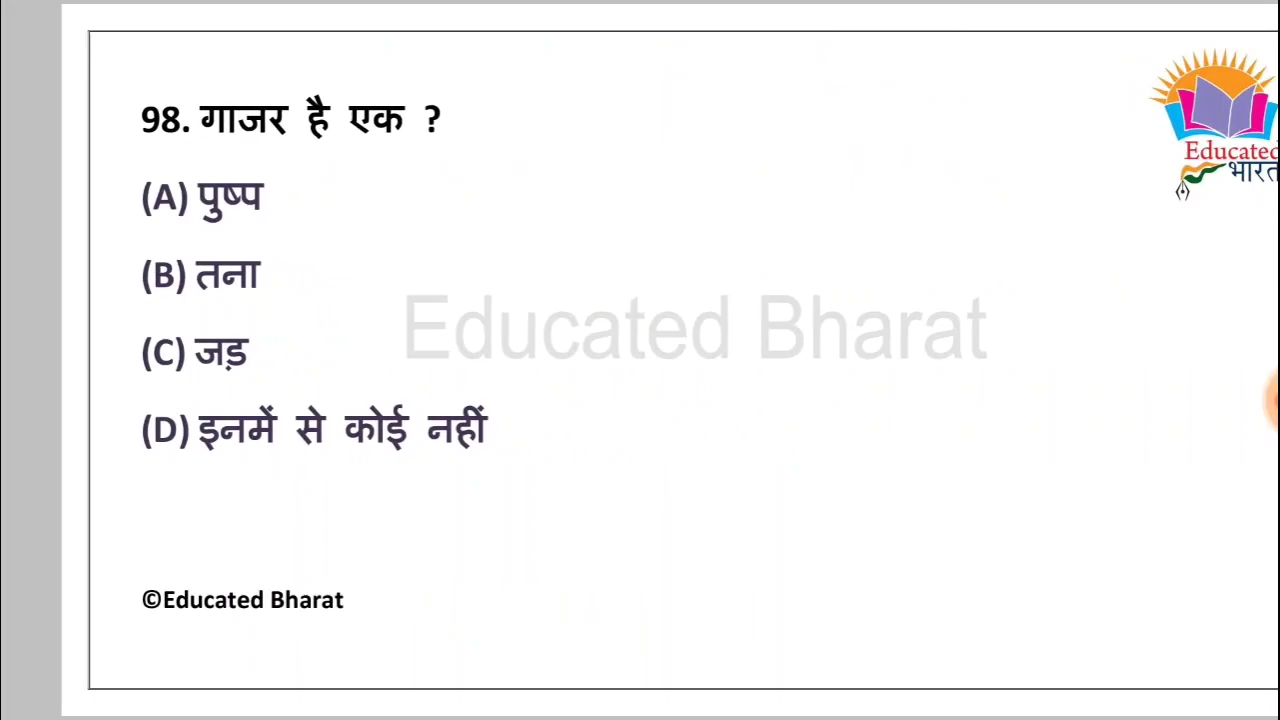 98. गाजर है एक ?
Educated
भारत
(A) पुष्प
(B) तना
(C) जड़
(D) इनमें से कोई नहीं
Educated Bharat
©Educated Bharat